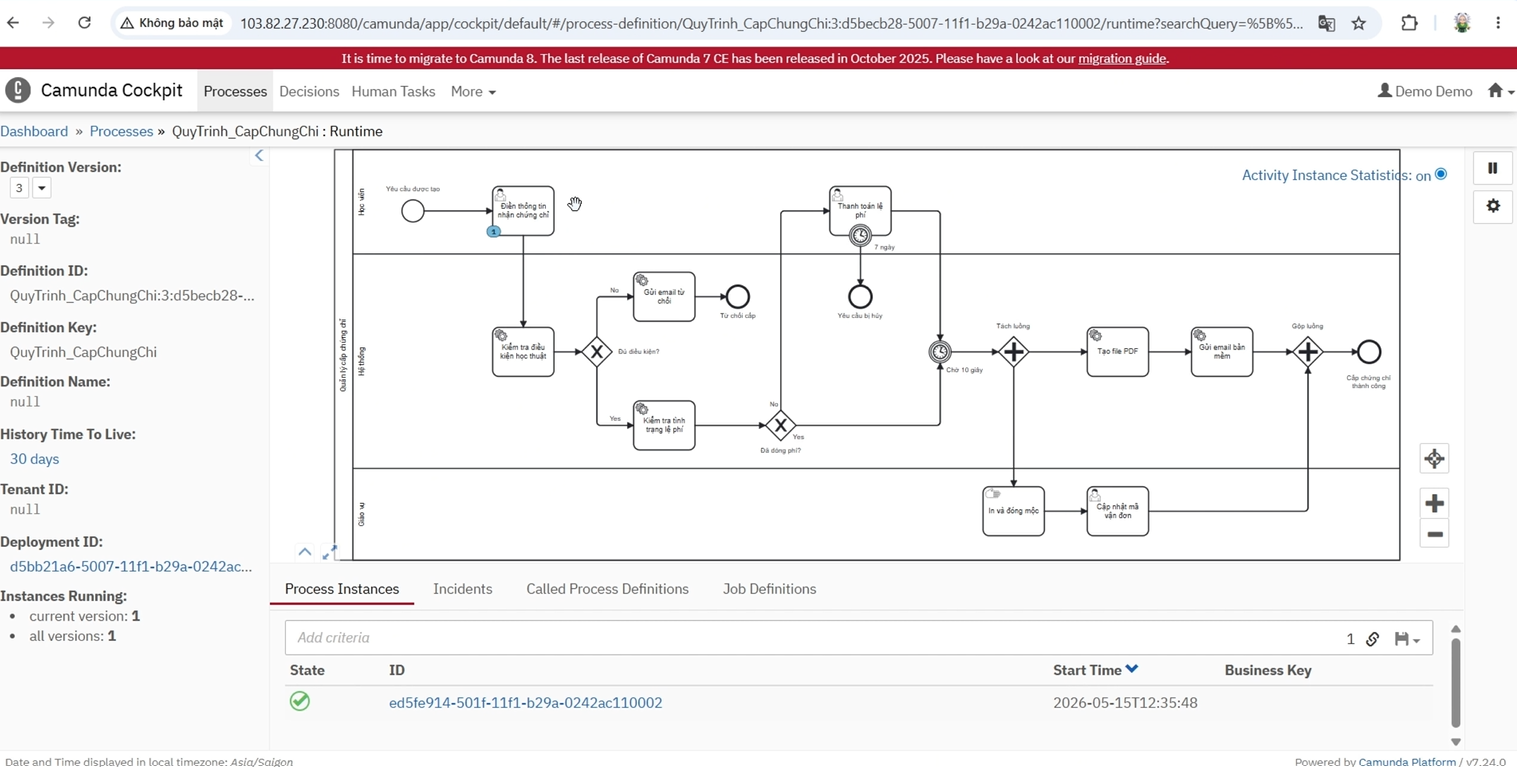 Không bảo mật
103.82.27.230:8080/camunda/app/cockpit/default/#/process-definition/QuyTrinh_CapChungChi:3:d5becb28-5007-11f1-b29a-0242ac110002/runtime?searchQuery=%5B%5...
It is time to migrate to Camunda 8. The last release of Camunda 7 CE has been released in October 2025. Please have a look at our migration guide.
Camunda Cockpit
Processes
Decisions
Human Tasks
More
Demo Demo
Dashboard » Processes » QuyTrinh_CapChungChi : Runtime
Definition Version:
3
Version Tag:
null
Definition ID:
QuyTrinh_CapChungChi:3:d5becb28-...
Definition Key:
QuyTrinh_CapChungChi
Definition Name:
null
History Time To Live:
30 days
Tenant ID:
null
Deployment ID:
d5bb21a6-5007-11f1-b29a-0242ac...
Instances Running:
current version: 1
all versions: 1
Activity Instance Statistics: on
Quản lý cấp chứng chỉ
Học viên
Yêu cầu được tạo
Điền thông tin
nhận chứng chỉ
1
Thanh toán lệ
phí
7 ngày
Hệ thống
No
Gửi email từ
chối
Từ chối cấp
Yêu cầu bị hủy
Kiểm tra điều
kiện học thuật
Đủ điều kiện?
Yes
Kiểm tra tình
trạng lệ phí
No
Yes
Đã đóng phí?
Chờ 10 giây
Tách luồng
Tạo file PDF
Gửi email bản
mềm
Gộp luồng
Cấp chứng chỉ
thành công
Giáo vụ
In và đóng mộc
Cập nhật mã
vận đơn
Process Instances
Incidents
Called Process Definitions
Job Definitions
Add criteria
1
State
ID
Start Time
Business Key
ed5fe914-501f-11f1-b29a-0242ac110002
2026-05-15T12:35:48
Date and Time displayed in local timezone: Asia/Saigon
Powered by Camunda Platform / v7.24.0